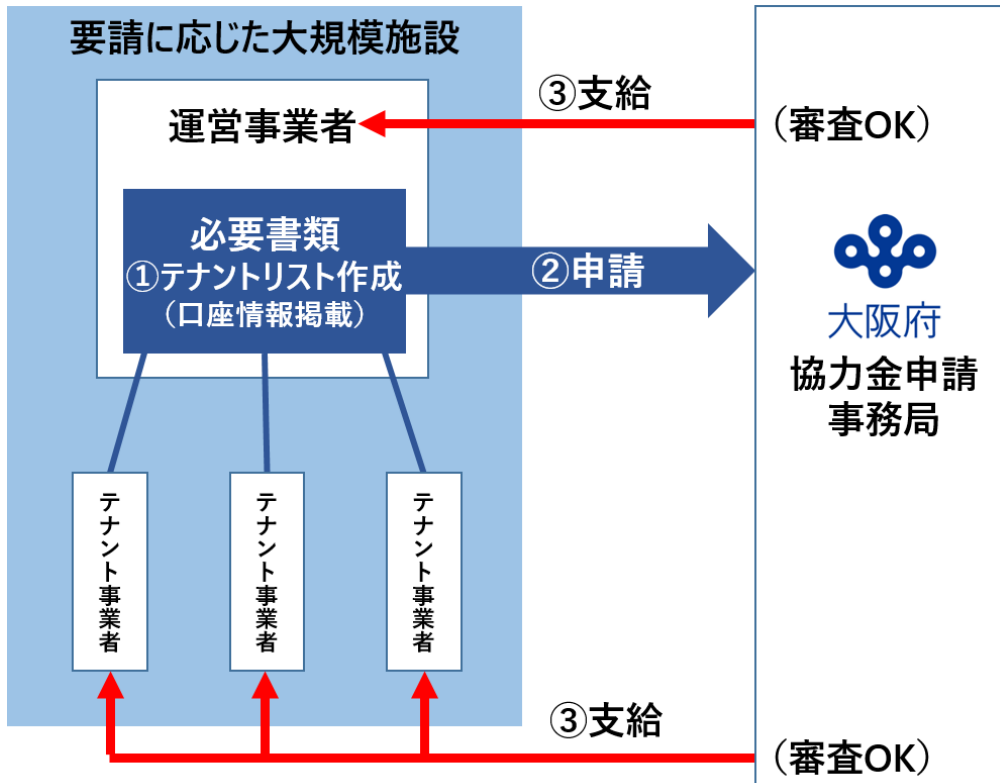 要請に応じた大規模施設
運営事業者
必要書類
①テナントリスト作成
（口座情報掲載）
テナント事業者
テナント事業者
テナント事業者
③支給
②申請
③支給
（審査OK）
大阪府
協力金申請
事務局
（審査OK）